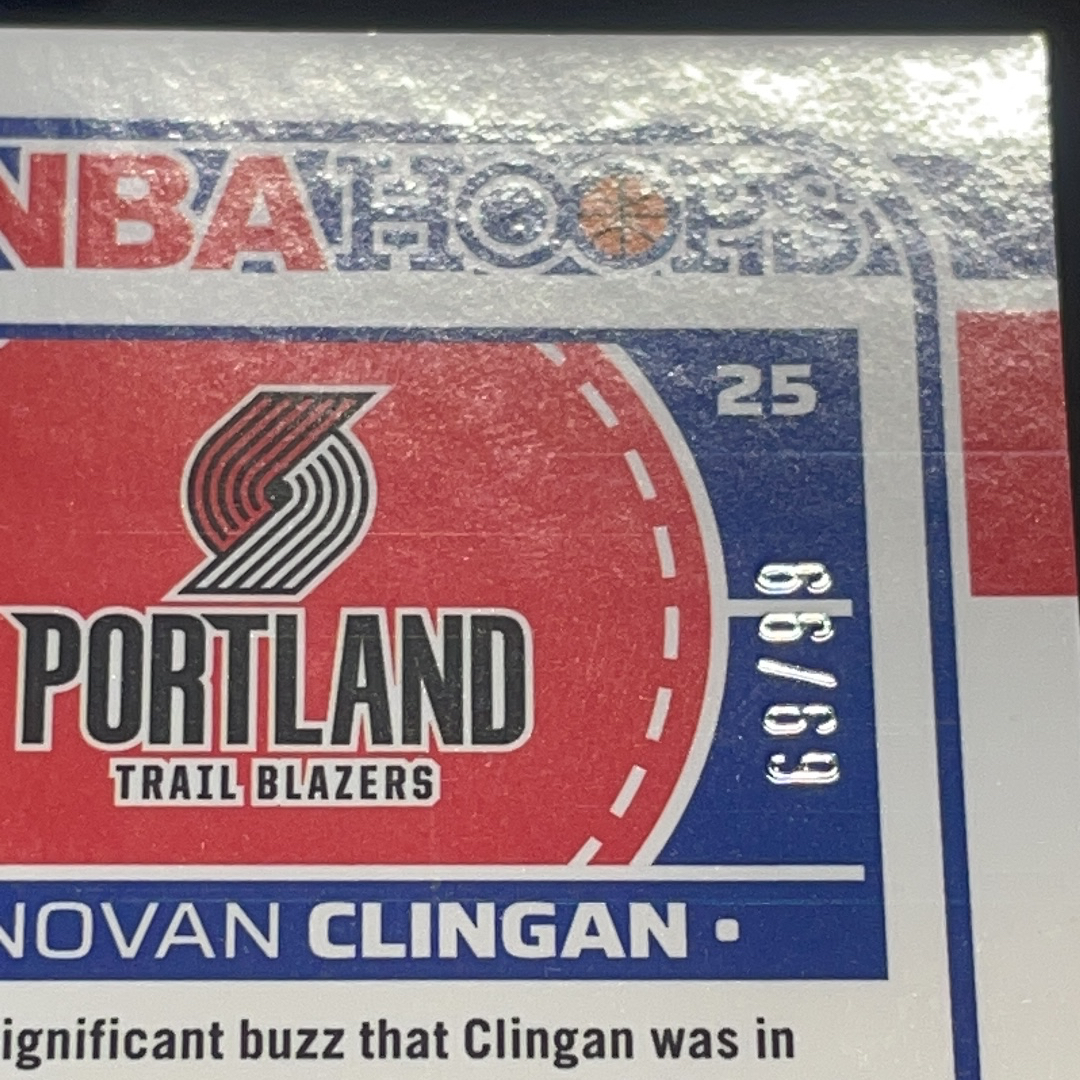 NBA HOOPS
25
PORTLAND
TRAIL BLAZERS
69/99
NOVAN CLINGAN •
ignificant buzz that Clingan was in